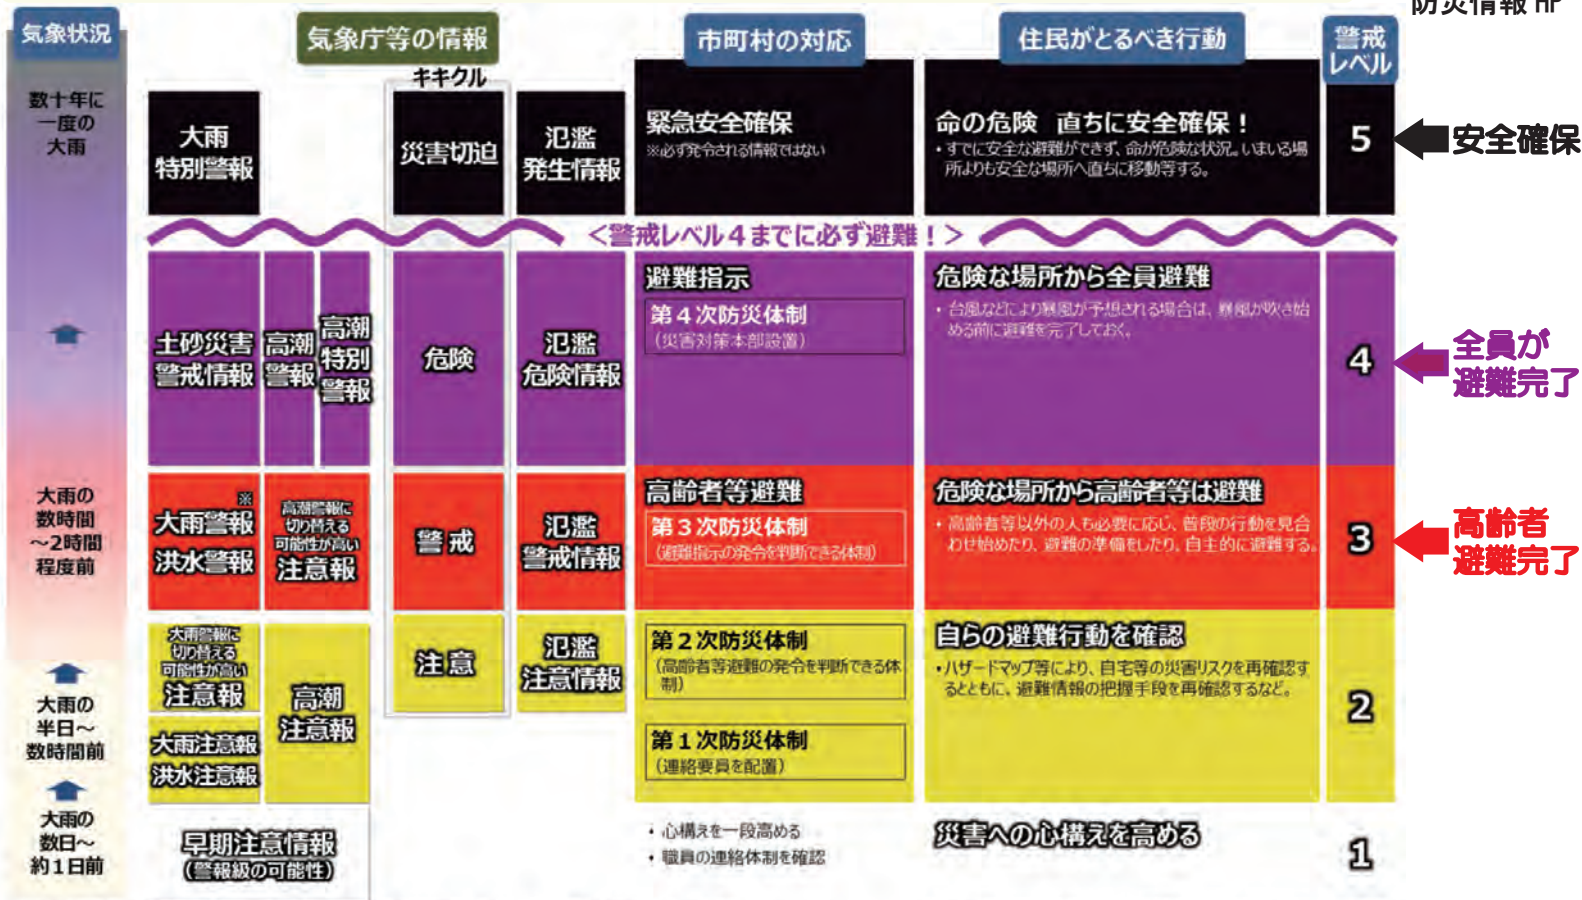 防災情報 HP
気象状況
気象庁等の情報
市町村の対応
住民がとるべき行動
警戒
レベル
キキクル
数十年に
一度の
大雨
大雨
特別警報
災害切迫
氾濫
発生情報
緊急安全確保
※必ず発令される情報ではない
命の危険 直ちに安全確保！
・すでに安全な避難ができず、命が危険な状況。いまいる場
所よりも安全な場所へ直ちに移動等する。
5
安全確保
＜警戒レベル４までに必ず避難！＞
土砂災害
警戒情報
高潮
警報
高潮
特別
警報
危険
氾濫
危険情報
避難指示
第４次防災体制
（災害対策本部設置）
危険な場所から全員避難
・台風などにより暴風が予想される場合は、暴風が吹き始
める前に避難を完了しておく。
4
全員が
避難完了
大雨の
数時間
～2時間
程度前
※
大雨警報
洪水警報
高潮警報に
切り替える
可能性が高い
注意報
警戒
氾濫
警戒情報
高齢者等避難
第３次防災体制
（避難指示の発令を判断できる体制）
危険な場所から高齢者等は避難
・高齢者等以外の人も必要に応じ、普段の行動を見合
わせ始めたり、避難の準備をしたり、自主的に避難する。
3
高齢者
避難完了
大雨の
半日～
数時間前
大雨警報に
切り替える
可能性が高い
注意報
大雨注意報
洪水注意報
高潮
注意報
注意
氾濫
注意情報
第２次防災体制
（高齢者等避難の発令を判断できる体
制）
第１次防災体制
（連絡要員を配置）
自らの避難行動を確認
・ハザードマップ等により、自宅等の災害リスクを再確認す
るとともに、避難情報の把握手段を再確認するなど。
2
大雨の
数日～
約１日前
早期注意情報
（警報級の可能性）
・心構えを一段高める
・職員の連絡体制を確認
災害への心構えを高める
1